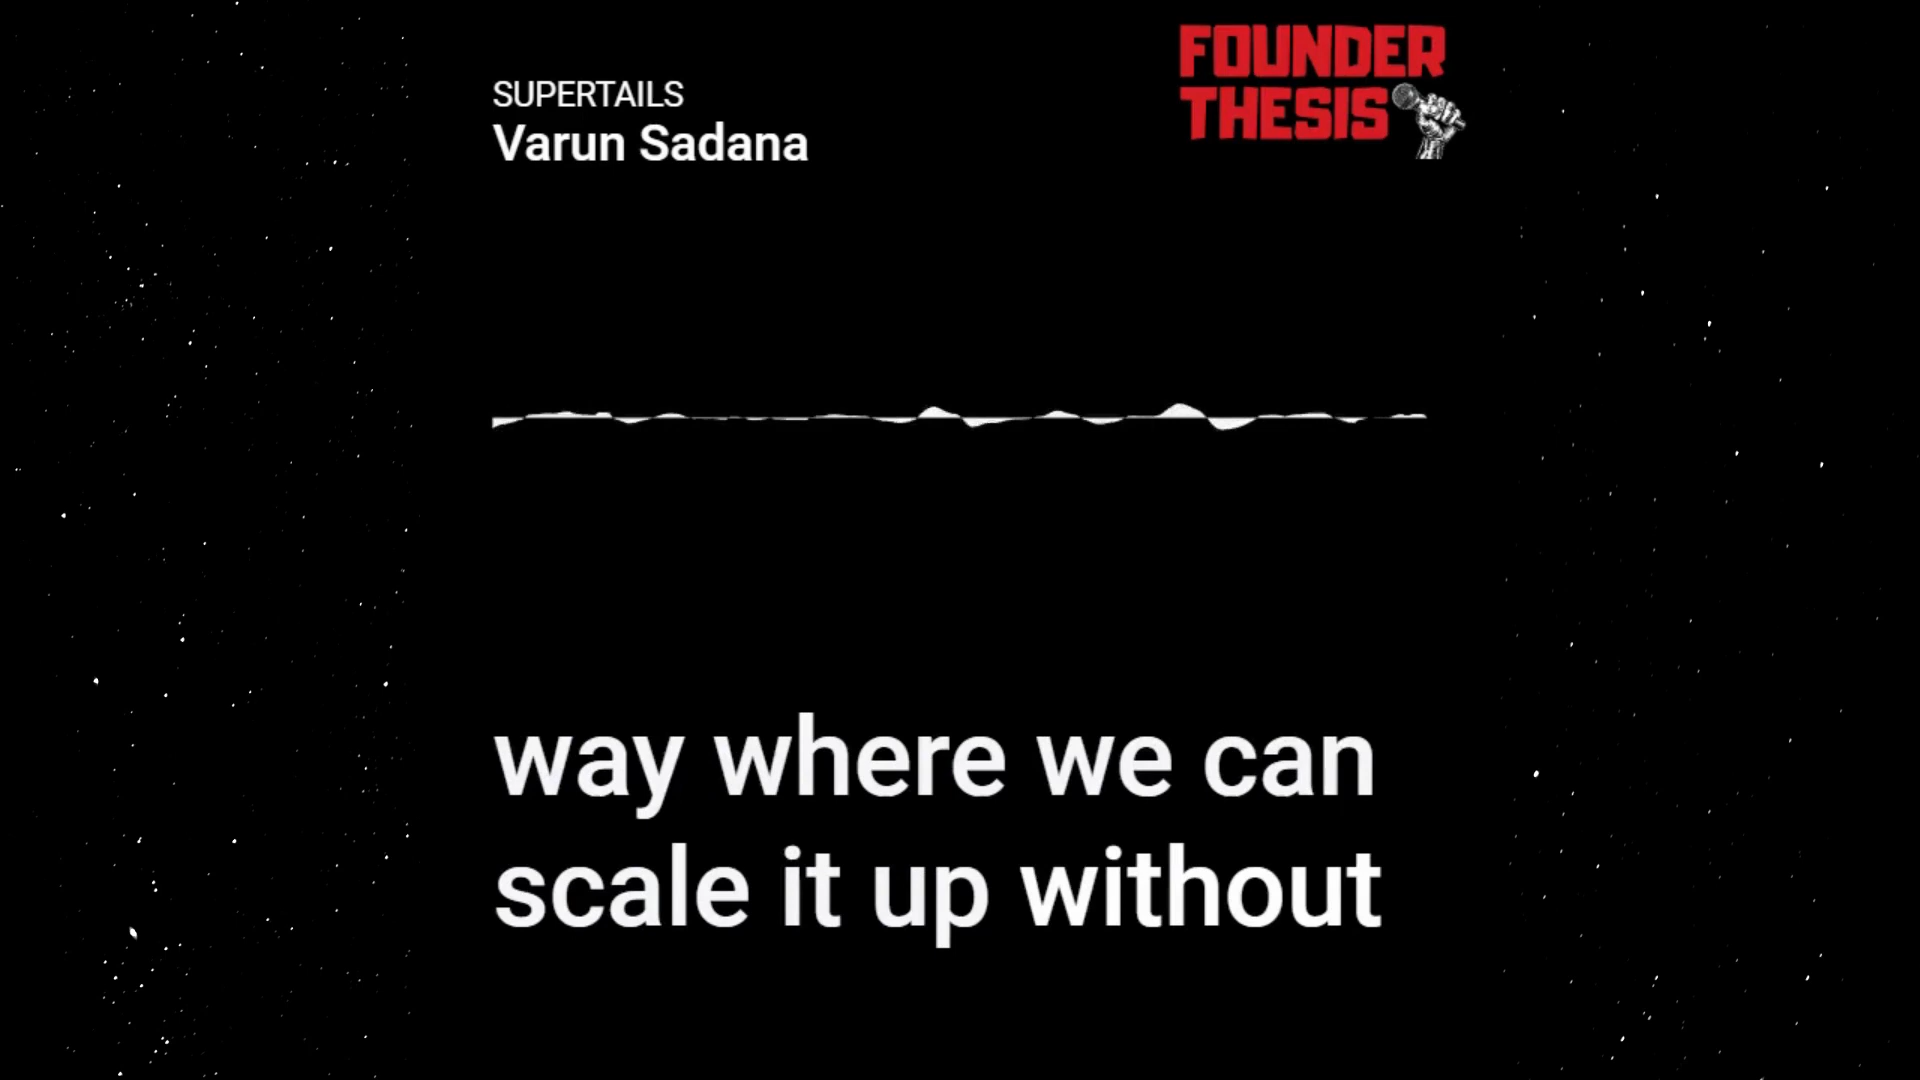 SUPERTAILS
Varun Sadana
FOUNDER
THESIS
way where we can
scale it up without